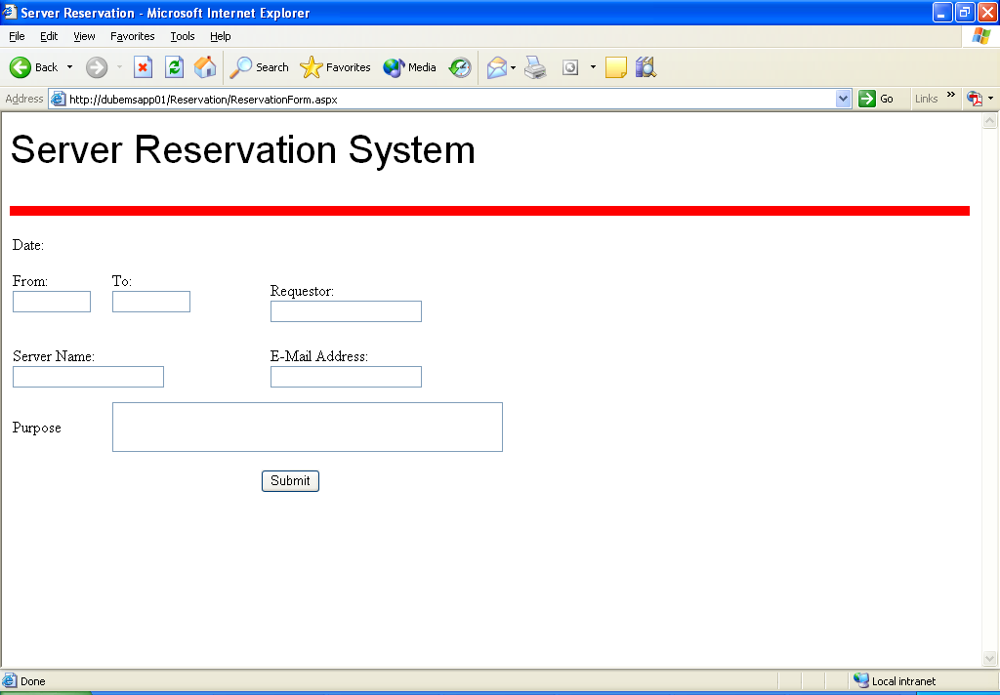 Server Reservation - Microsoft Internet Explorer
File Edit View Favorites Tools Help
Back Search Favorites Media
Address http://dubemsapp01/Reservation/ReservationForm.aspx Go Links »
Server Reservation System
Date:
From: To:
Requestor:
Server Name: E-Mail Address:
Purpose
Submit
Done Local intranet